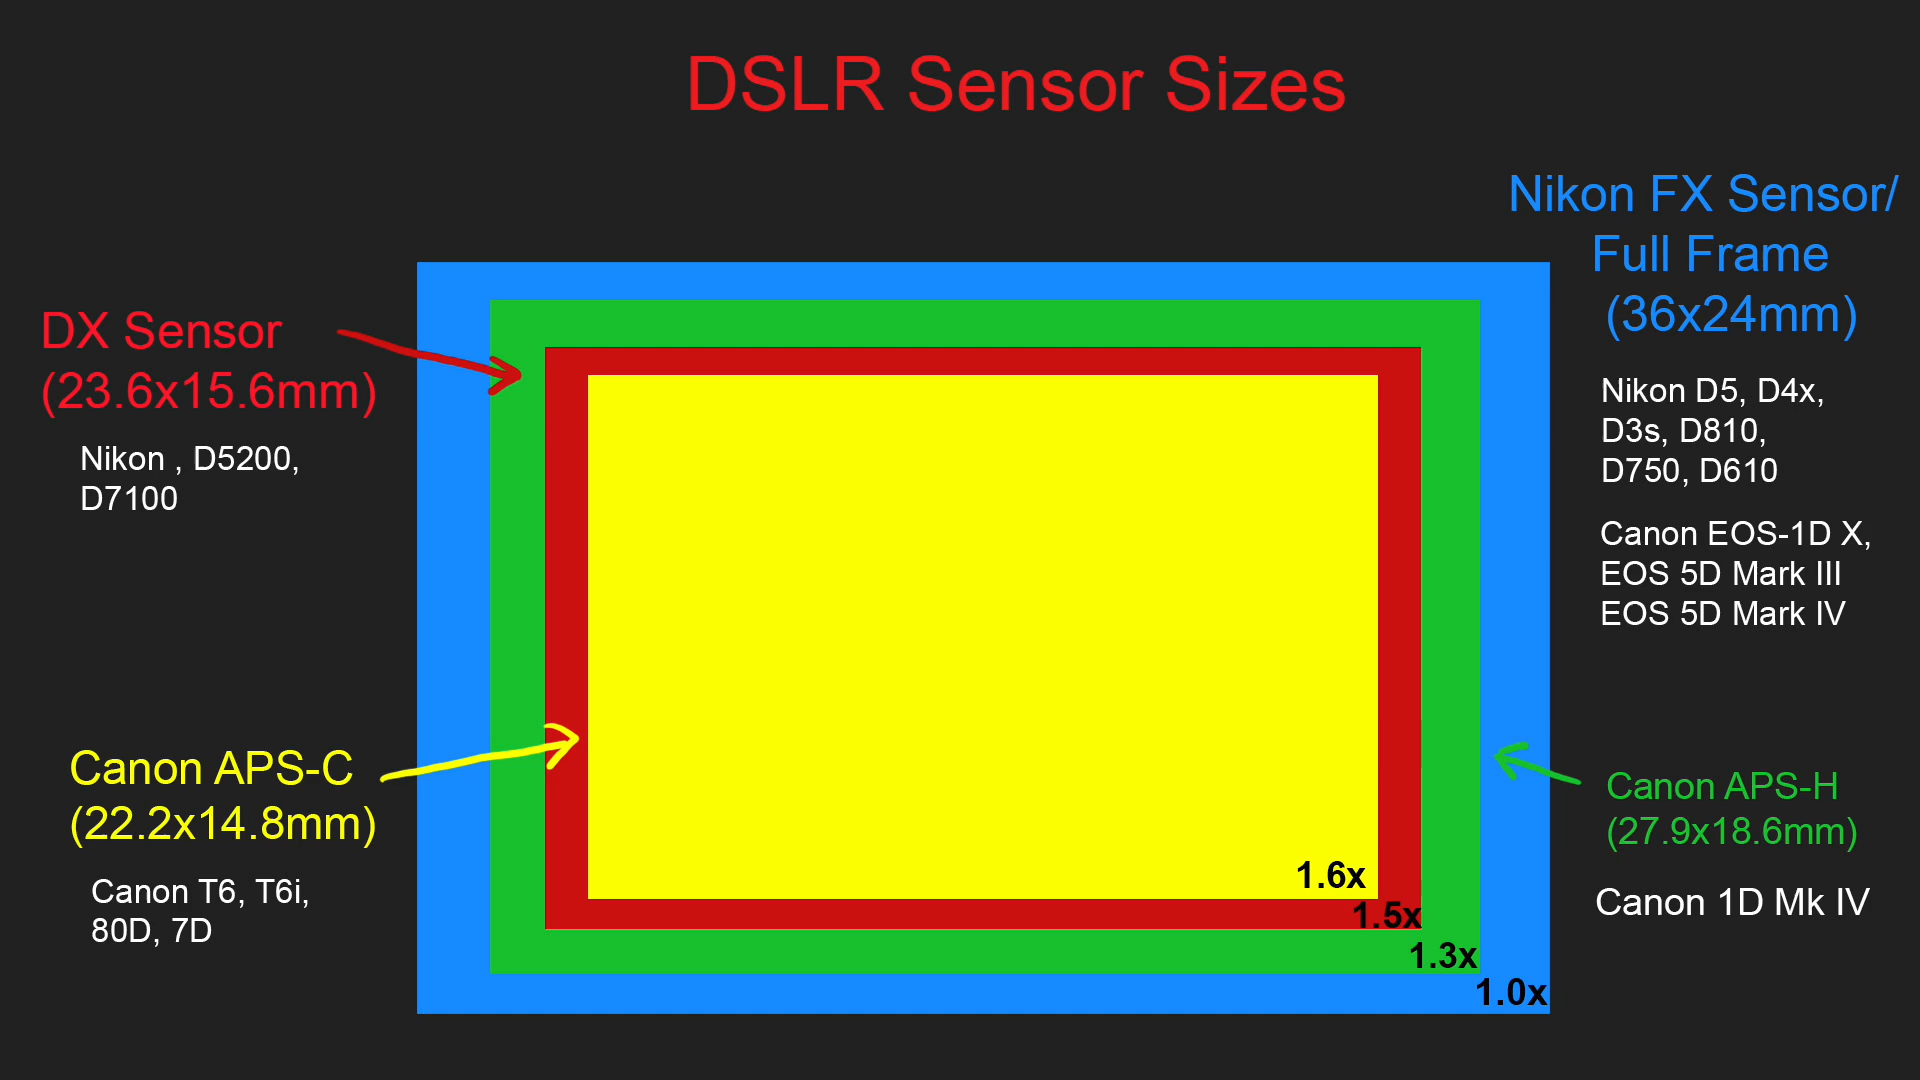 DSLR Sensor Sizes
Nikon FX Sensor/
Full Frame
(36x24mm)
Nikon D5, D4x,
D3s, D810,
D750, D610
Canon EOS-1D X,
EOS 5D Mark III
EOS 5D Mark IV
DX Sensor
(23.6x15.6mm)
Nikon , D5200,
D7100
Canon APS-C
(22.2x14.8mm)
Canon T6, T6i,
80D, 7D
Canon APS-H
(27.9x18.6mm)
Canon 1D Mk IV
1.6x
1.5x
1.3x
1.0x